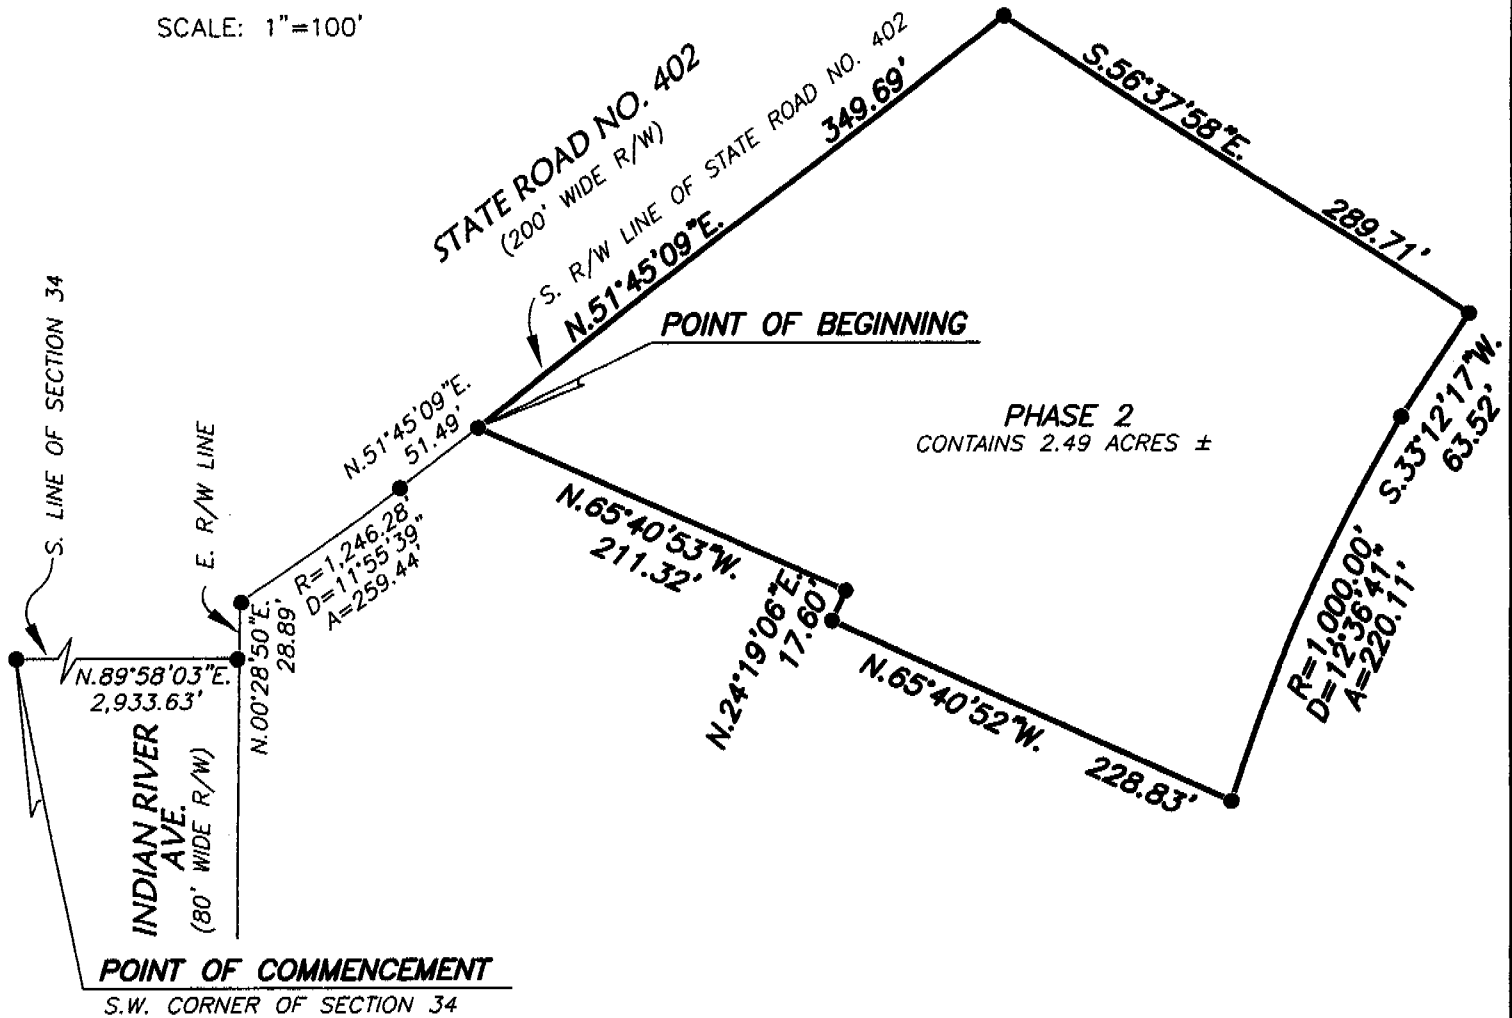 SCALE: 1"=100'
STATE ROAD NO. 402
(200' WIDE R/W)
S. R/W LINE OF STATE ROAD NO. 402
N.51°45'09"E.
349.69'
S.56°37'58"E.
289.71'
POINT OF BEGINNING
S. LINE OF SECTION 34
E. R/W LINE
N.51°45'09"E.
51.49'
PHASE 2
CONTAINS 2.49 ACRES ±
S.33°12'17"W.
63.52'
R=1,246.28'
D=11°55'39"
A=259.44'
N.65°40'53"W.
211.32'
N.24°19'06"E.
17.60'
R=1,000.00'
D=12°36'41"
A=220.11'
N.00°28'50"E.
28.89'
N.89°58'03"E.
2,933.63'
N.65°40'52"W.
228.83'
INDIAN RIVER
AVE.
(80' WIDE R/W)
POINT OF COMMENCEMENT
S.W. CORNER OF SECTION 34